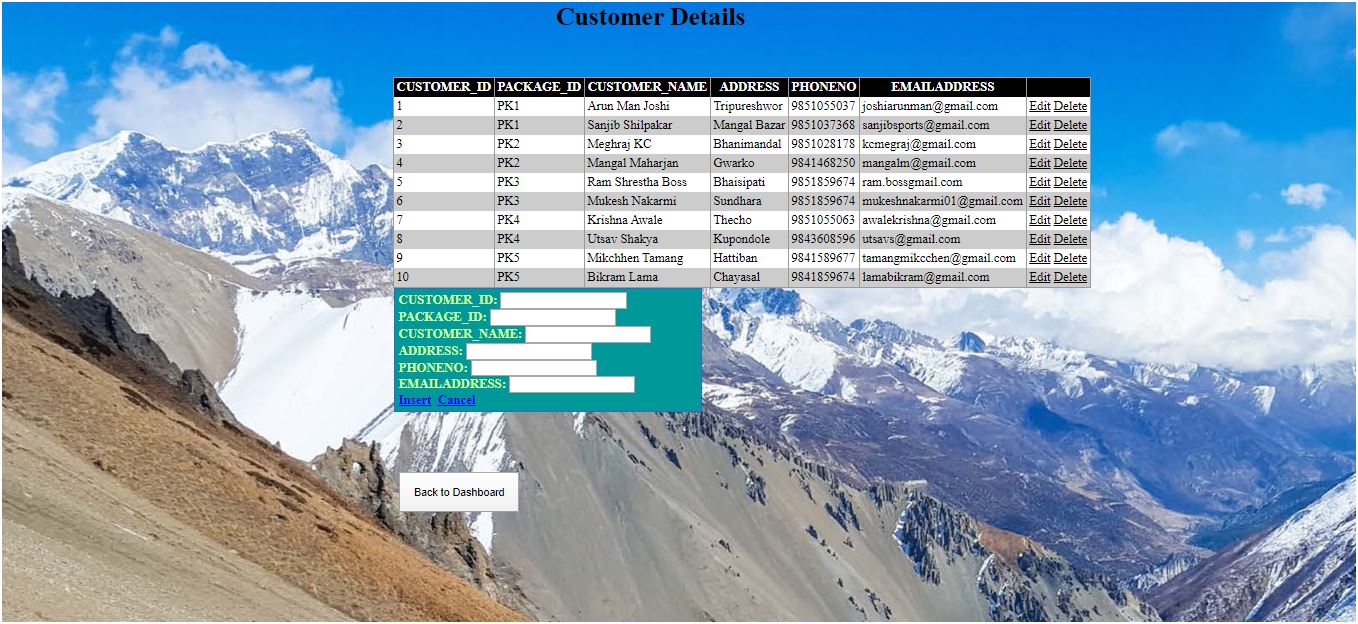 Customer Details
CUSTOMER_ID PACKAGE_ID CUSTOMER_NAME ADDRESS PHONENO EMAILADDRESS
1 PK1 Arun Man Joshi Tripureshwor 9851055037 joshiarunman@gmail.com Edit Delete
2 PK1 Sanjib Shilpakar Mangal Bazar 9851037368 sanjibsports@gmail.com Edit Delete
3 PK2 Meghraj KC Bhanimandal 9851028178 kcmegraj@gmail.com Edit Delete
4 PK2 Mangal Maharjan Gwarko 9841468250 mangalm@gmail.com Edit Delete
5 PK3 Ram Shrestha Boss Bhaisipati 9851859674 ram.bossgmail.com Edit Delete
6 PK3 Mukesh Nakarmi Sundhara 9851859674 mukeshnakarmi01@gmail.com Edit Delete
7 PK4 Krishna Awale Thecho 9851055063 awalekrishna@gmail.com Edit Delete
8 PK4 Utsav Shakya Kupondole 9843608596 utsavs@gmail.com Edit Delete
9 PK5 Mikchhen Tamang Hattiban 9841589677 tamangmikcchen@gmail.com Edit Delete
10 PK5 Bikram Lama Chayasal 9841859674 lamabikram@gmail.com Edit Delete
CUSTOMER_ID:
PACKAGE_ID:
CUSTOMER_NAME:
ADDRESS:
PHONENO:
EMAILADDRESS:
Insert Cancel
Back to Dashboard